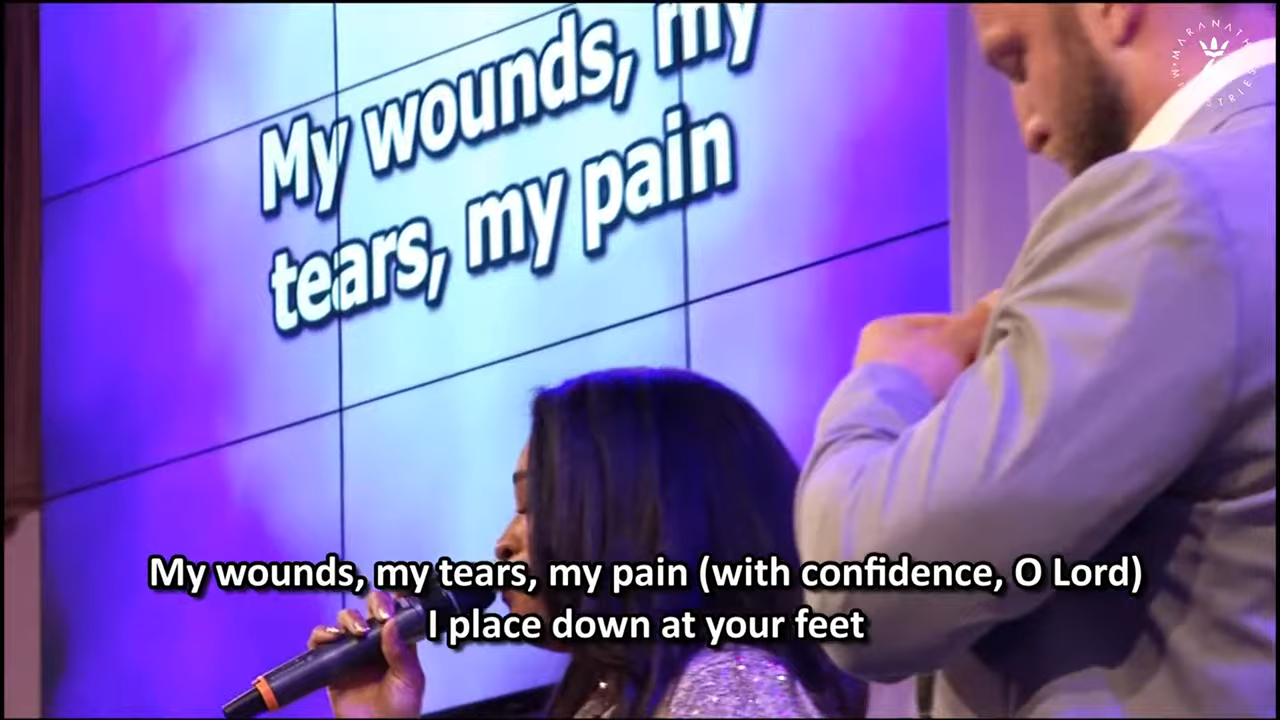 My wounds, my
tears, my pain
My wounds, my tears, my pain (with confidence, O Lord)
I place down at your feet